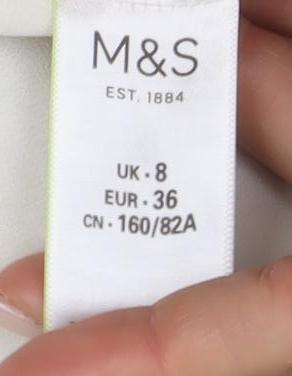 M&S
EST. 1884
UK · 8
EUR · 36
CN · 160/82A